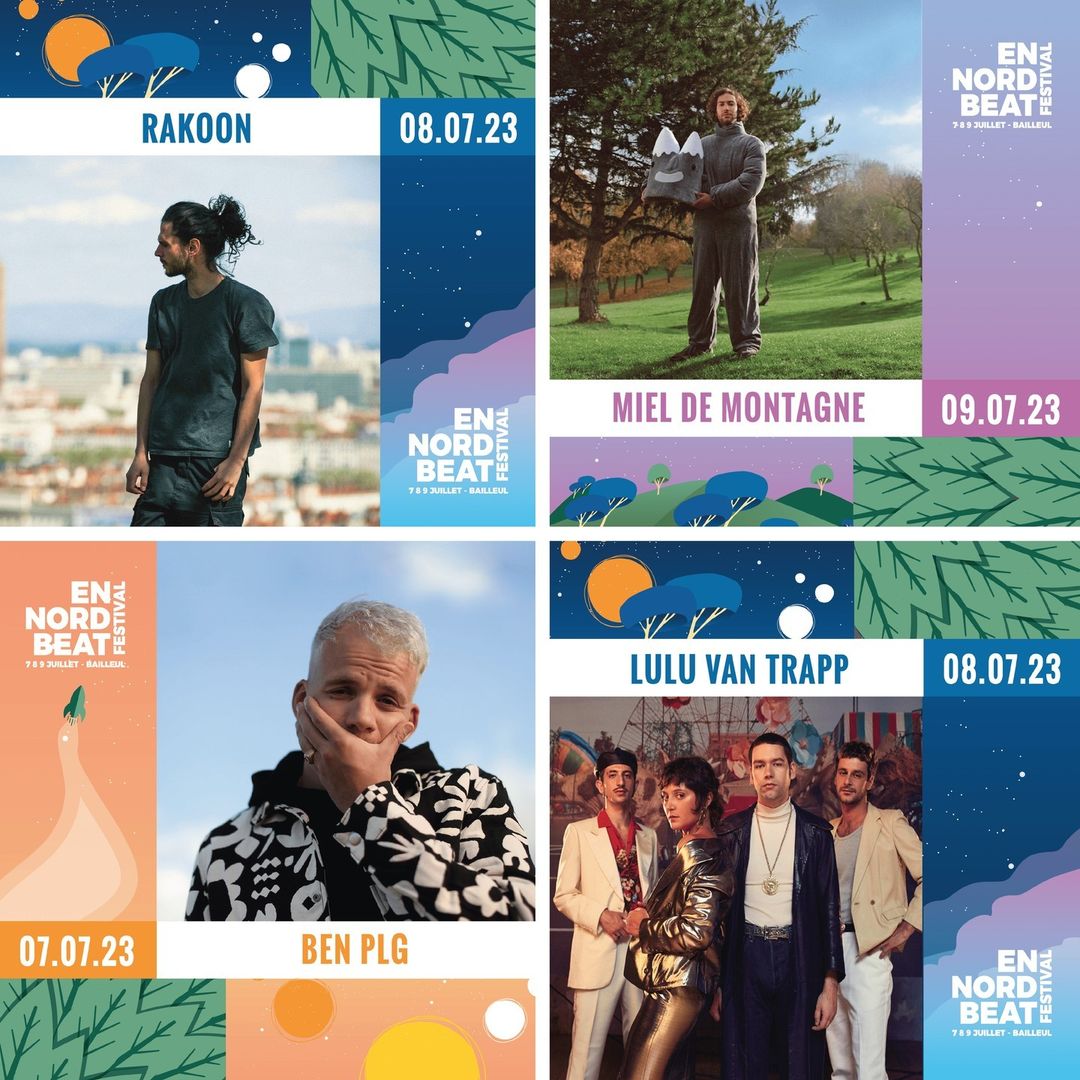 RAKOON
08.07.23
EN
NORD
BEAT
FESTIVAL
7 8 9 JUILLET - BAILLEUL
EN
NORD
BEAT
FESTIVAL
7 8 9 JUILLET - BAILLEUL
MIEL DE MONTAGNE
09.07.23
EN
NORD
BEAT
FESTIVAL
7 8 9 JUILLET - BAILLEUL
07.07.23
BEN PLG
LULU VAN TRAPP
08.07.23
EN
NORD
BEAT
FESTIVAL
7 8 9 JUILLET - BAILLEUL